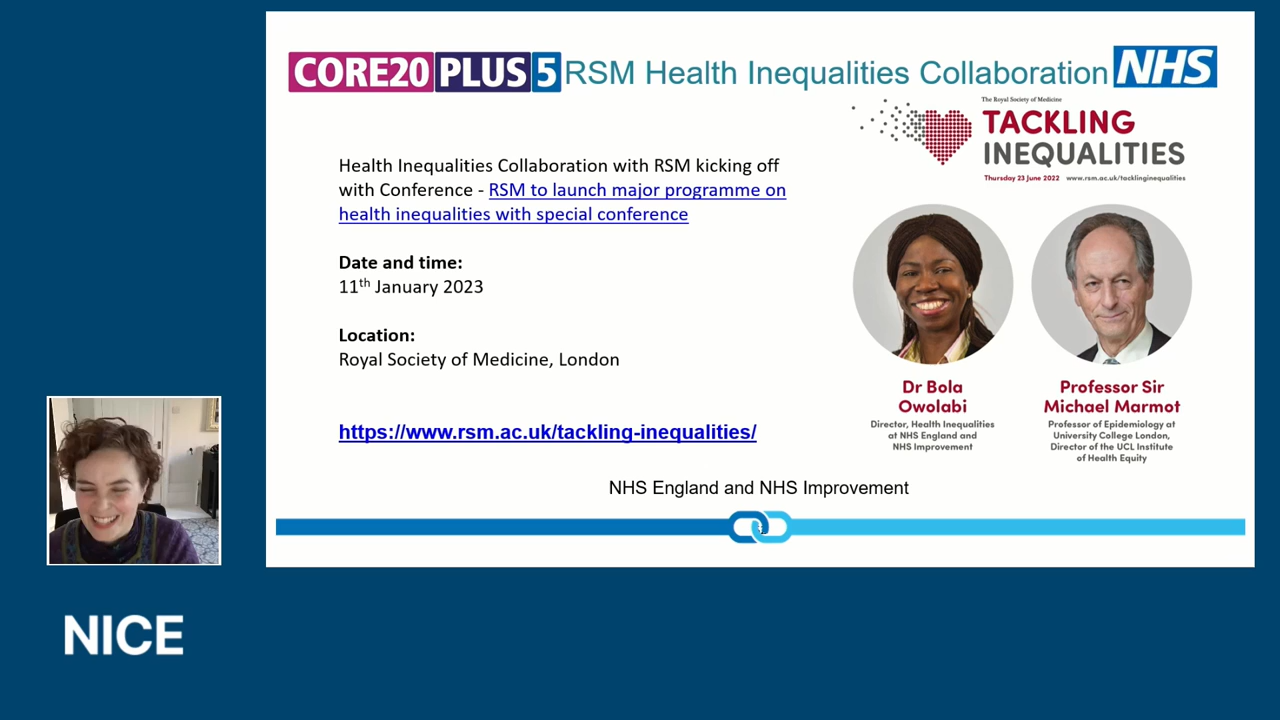 CORE20 PLUS 5 RSM Health Inequalities Collaboration NHS
The Royal Society of Medicine
TACKLING
INEQUALITIES
Thursday 23 June 2022 www.rsm.ac.uk/tacklinginequalities
Health Inequalities Collaboration with RSM kicking off
with Conference - RSM to launch major programme on
health inequalities with special conference
Date and time:
11th January 2023
Location:
Royal Society of Medicine, London
https://www.rsm.ac.uk/tackling-inequalities/
Dr Bola
Owolabi
Director, Health Inequalities
at NHS England and
NHS Improvement
Professor Sir
Michael Marmot
Professor of Epidemiology at
University College London,
Director of the UCL Institute
of Health Equity
NHS England and NHS Improvement
NICE